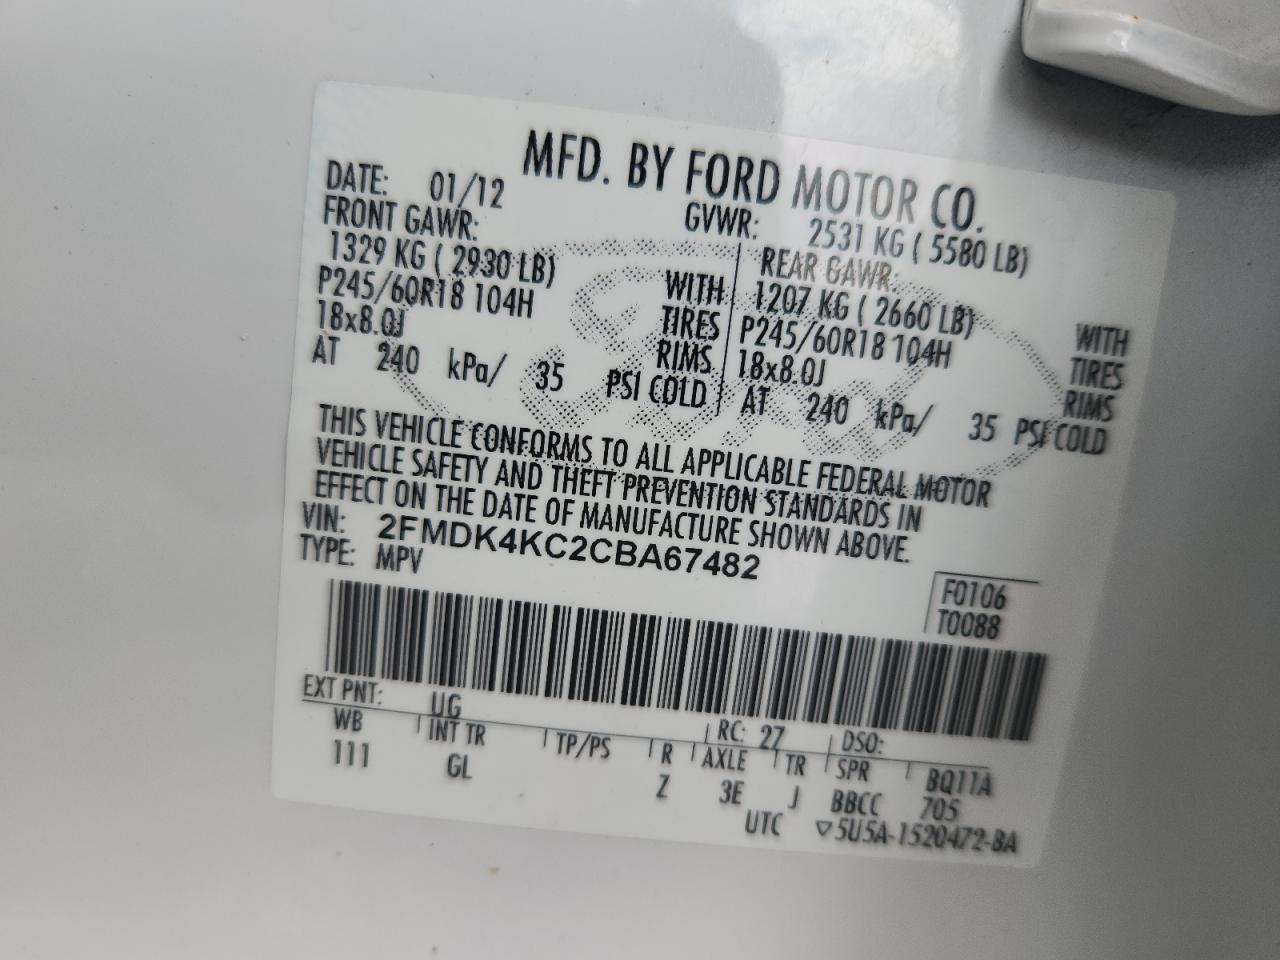 MFD. BY FORD MOTOR CO.
DATE: 01/12 GVWR: 2531 KG ( 5580 LB)
FRONT GAWR: REAR GAWR:
1329 KG ( 2930 LB) WITH 1207 KG ( 2660 LB) WITH
P245/60R18 104H TIRES P245/60R18 104H TIRES
18x8.0J RIMS 18x8.0J RIMS
AT 240 kPa/ 35 PSI COLD AT 240 kPa/ 35 PSI COLD
THIS VEHICLE CONFORMS TO ALL APPLICABLE FEDERAL MOTOR
VEHICLE SAFETY AND THEFT PREVENTION STANDARDS IN
EFFECT ON THE DATE OF MANUFACTURE SHOWN ABOVE.
VIN: 2FMDK4KC2CBA67482
TYPE: MPV
F0106
T0088
EXT PNT: UG RC: 27 DSO:
WB INT TR TP/PS R AXLE TR SPR BQ11A
111 GL Z 3E J BBCC 705
UTC ▽5U5A-1520472-BA